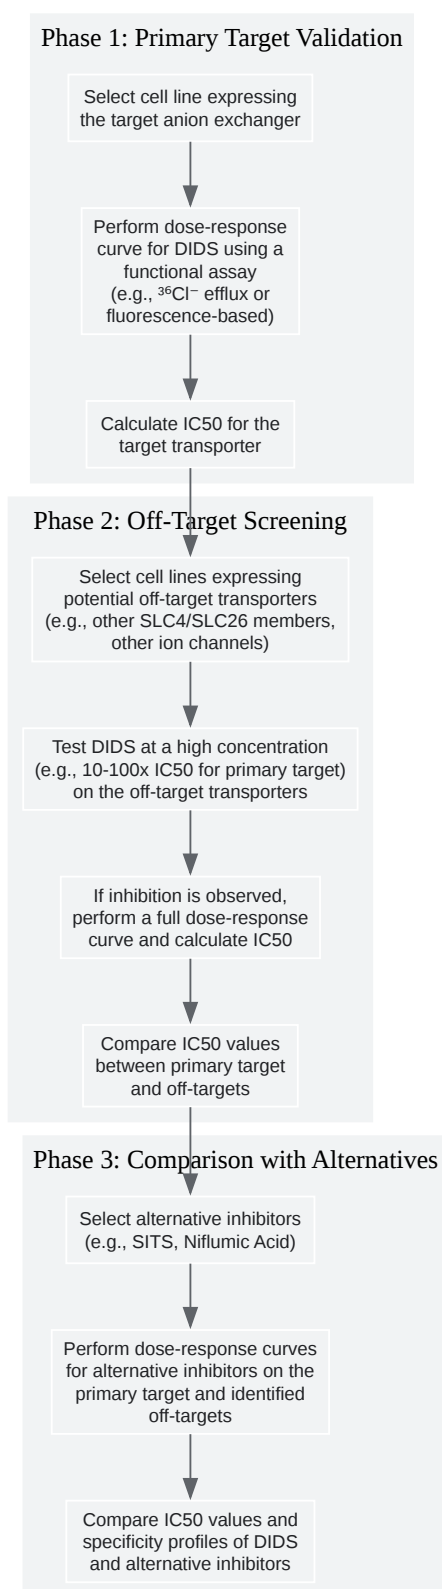 Phase 1: Primary Target Validation
Select cell line expressing
the target anion exchanger
Perform dose-response
curve for DIDS using a
functional assay
(e.g., ³⁶Cl⁻ efflux or
fluorescence-based)
Calculate IC50 for the
target transporter
Phase 2: Off-Target Screening
Select cell lines expressing
potential off-target transporters
(e.g., other SLC4/SLC26 members,
other ion channels)
Test DIDS at a high concentration
(e.g., 10-100x IC50 for primary target)
on the off-target transporters
If inhibition is observed,
perform a full dose-response
curve and calculate IC50
Compare IC50 values
between primary target
and off-targets
Phase 3: Comparison with Alternatives
Select alternative inhibitors
(e.g., SITS, Niflumic Acid)
Perform dose-response curves
for alternative inhibitors on the
primary target and identified
off-targets
Compare IC50 values and
specificity profiles of DIDS
and alternative inhibitors